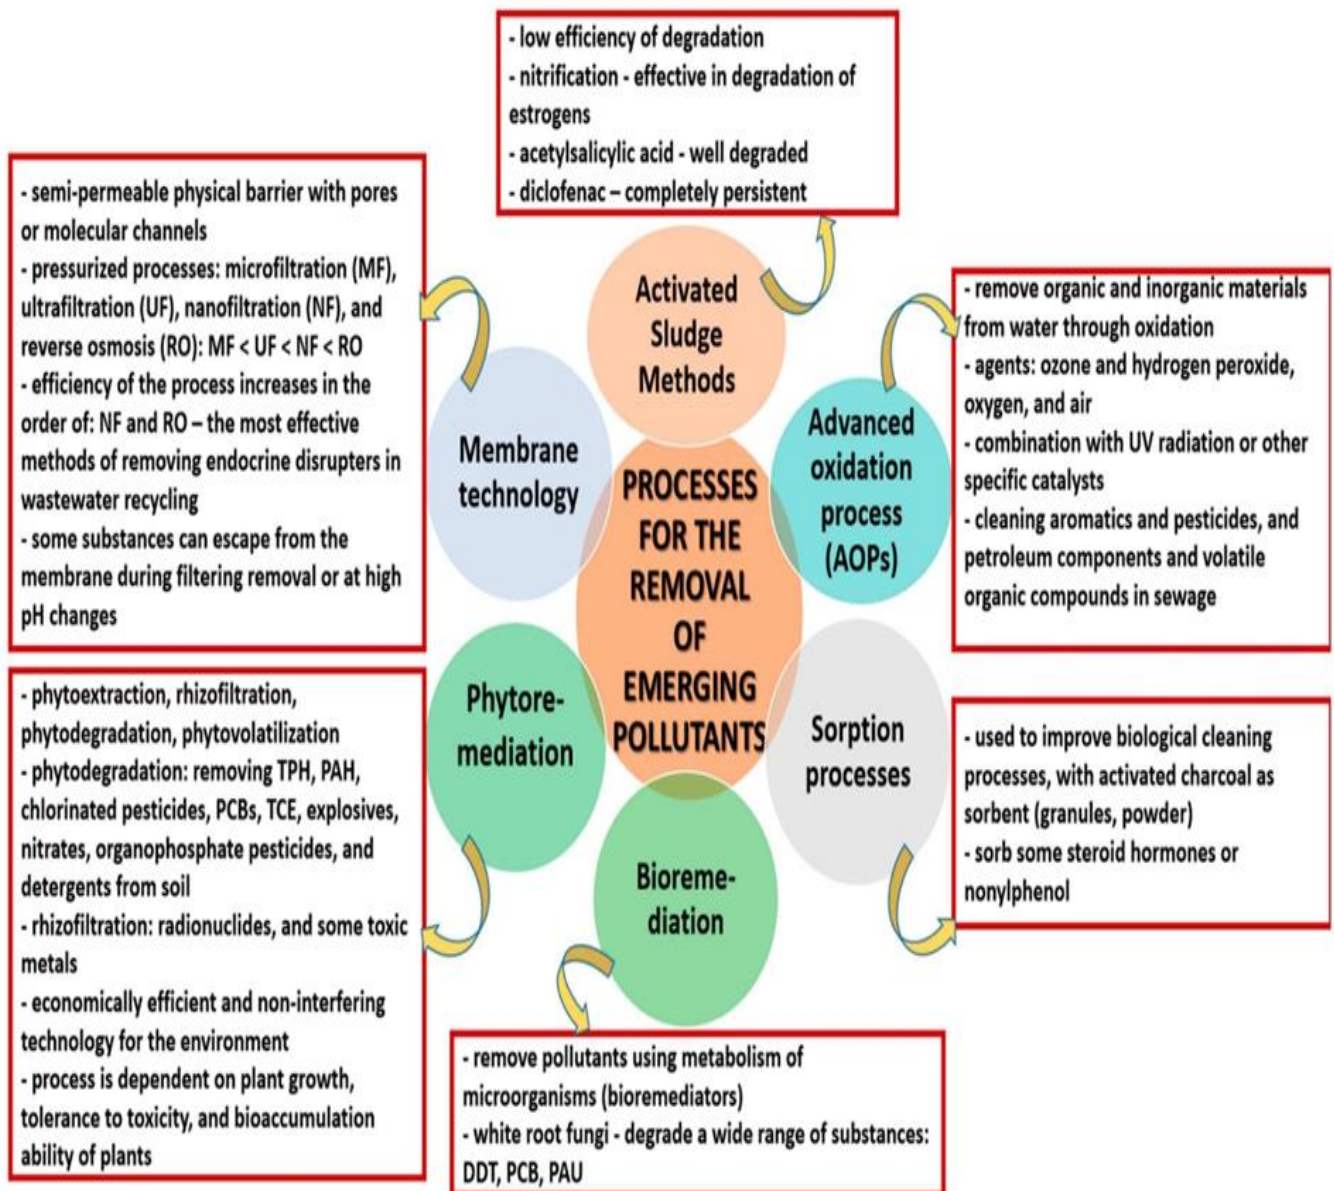 - low efficiency of degradation
- nitrification - effective in degradation of
estrogens
- acetylsalicylic acid - well degraded
- diclofenac – completely persistent
- semi-permeable physical barrier with pores
or molecular channels
- pressurized processes: microfiltration (MF),
ultrafiltration (UF), nanofiltration (NF), and
reverse osmosis (RO): MF < UF < NF < RO
- efficiency of the process increases in the
order of: NF and RO – the most effective
methods of removing endocrine disrupters in
wastewater recycling
- some substances can escape from the
membrane during filtering removal or at high
pH changes
Activated
Sludge
Methods
- remove organic and inorganic materials
from water through oxidation
- agents: ozone and hydrogen peroxide,
oxygen, and air
- combination with UV radiation or other
specific catalysts
- cleaning aromatics and pesticides, and
petroleum components and volatile
organic compounds in sewage
Membrane
technology
Advanced
oxidation
process
(AOPs)
PROCESSES
FOR THE
REMOVAL
OF
EMERGING
POLLUTANTS
- phytoextraction, rhizofiltration,
phytodegradation, phytovolatilization
- phytodegradation: removing TPH, PAH,
chlorinated pesticides, PCBs, TCE, explosives,
nitrates, organophosphate pesticides, and
detergents from soil
- rhizofiltration: radionuclides, and some toxic
metals
- economically efficient and non-interfering
technology for the environment
- process is dependent on plant growth,
tolerance to toxicity, and bioaccumulation
ability of plants
Phytore-
mediation
Sorption
processes
- used to improve biological cleaning
processes, with activated charcoal as
sorbent (granules, powder)
- sorb some steroid hormones or
nonylphenol
Bioreme-
diation
- remove pollutants using metabolism of
microorganisms (bioremediators)
- white root fungi - degrade a wide range of substances:
DDT, PCB, PAU